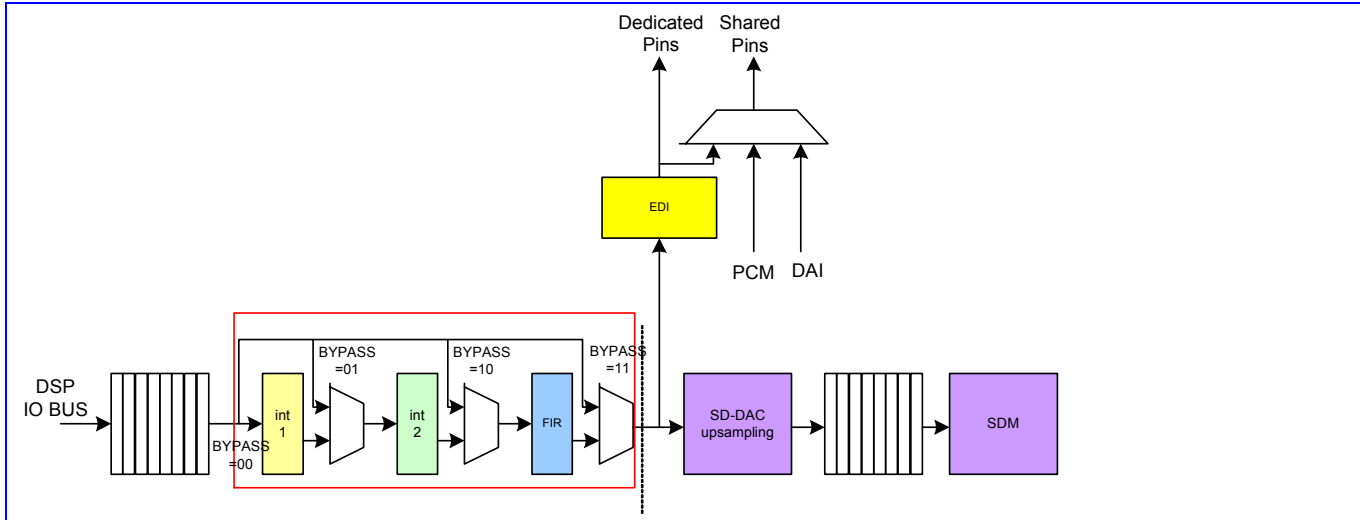 Dedicated
Pins
Shared
Pins
EDI
PCM
DAI
DSP
IO BUS
BYPASS
=00
int
1
BYPASS
=01
int
2
BYPASS
=10
FIR
BYPASS
=11
SD-DAC
upsampling
SDM